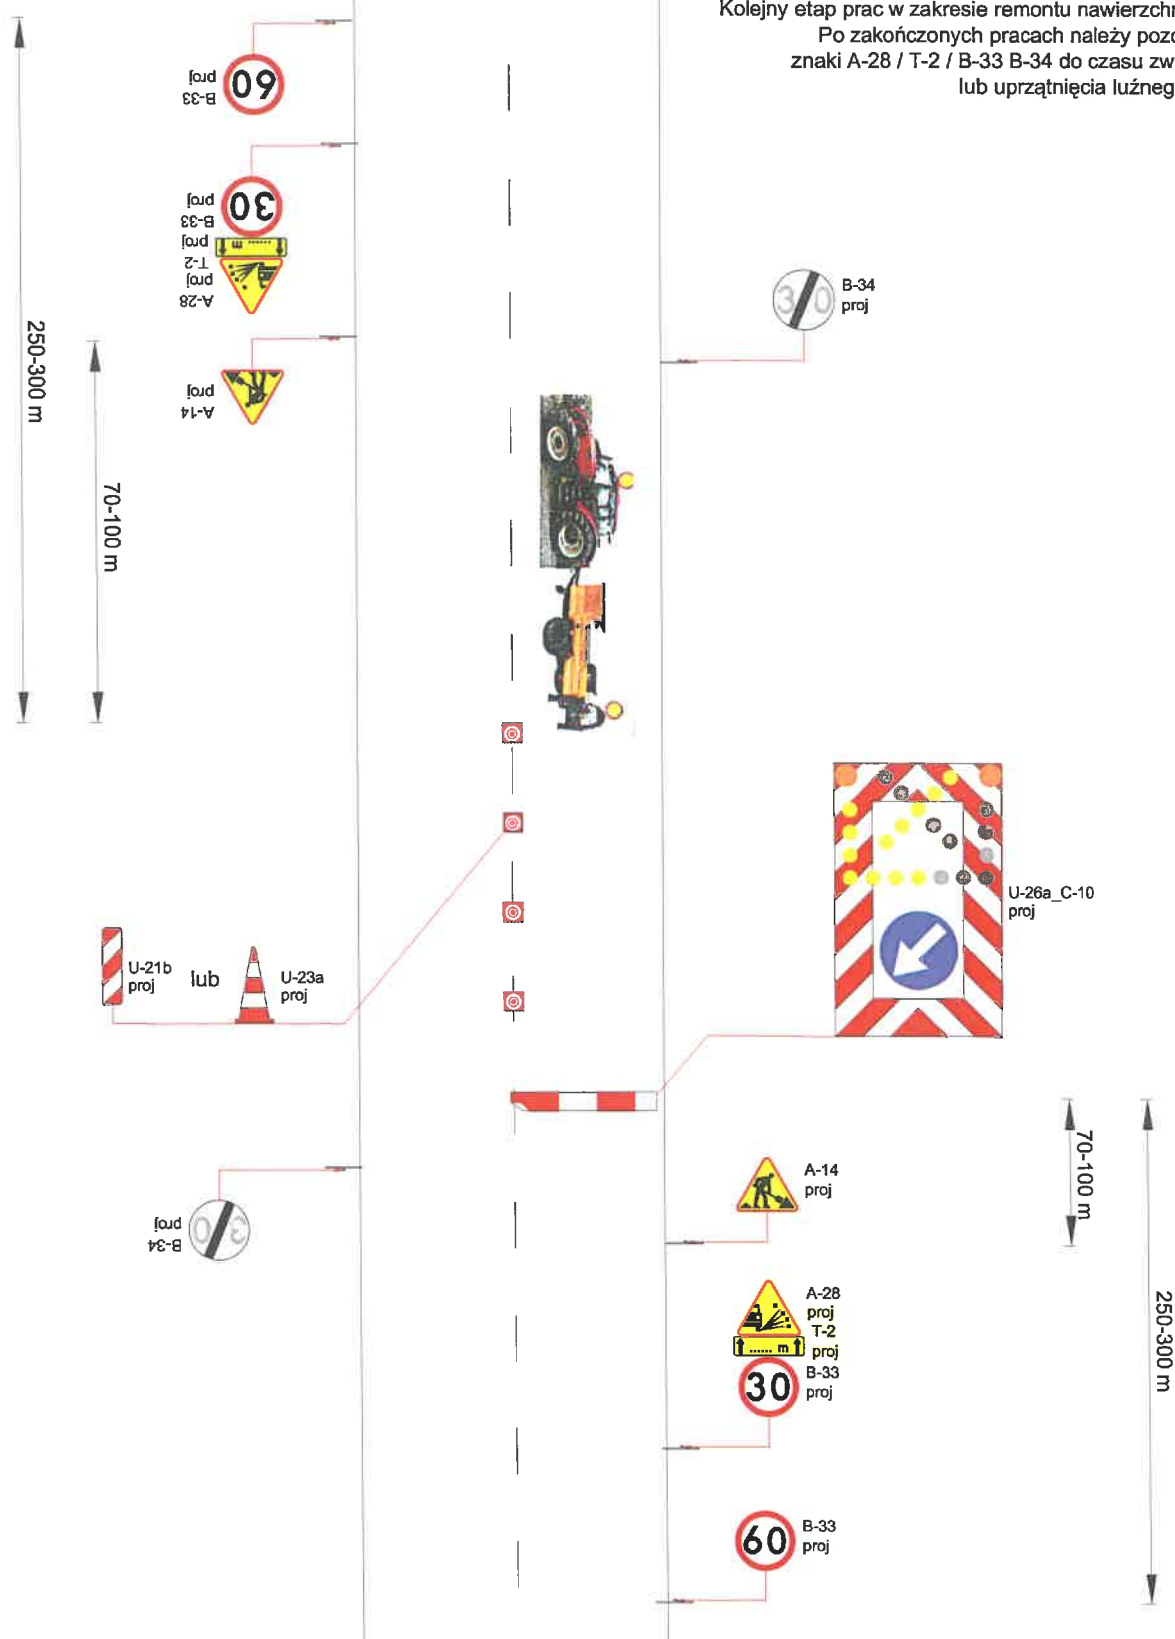 Kolejny etap prac w zakresie remontu nawierzchn
Po zakończonych pracach należy pozo
znaki A-28 / T-2 / B-33 B-34 do czasu zw
lub uprzątnięcia luźneg
60
B-33
proj
30
B-33
proj
...... m
T-2
proj
A-28
proj
A-14
proj
250-300 m
70-100 m
30
B-34
proj
U-26a_C-10
proj
U-21b
proj
lub
U-23a
proj
30
B-34
proj
A-14
proj
70-100 m
A-28
proj
T-2
proj
...... m
30
B-33
proj
250-300 m
60
B-33
proj